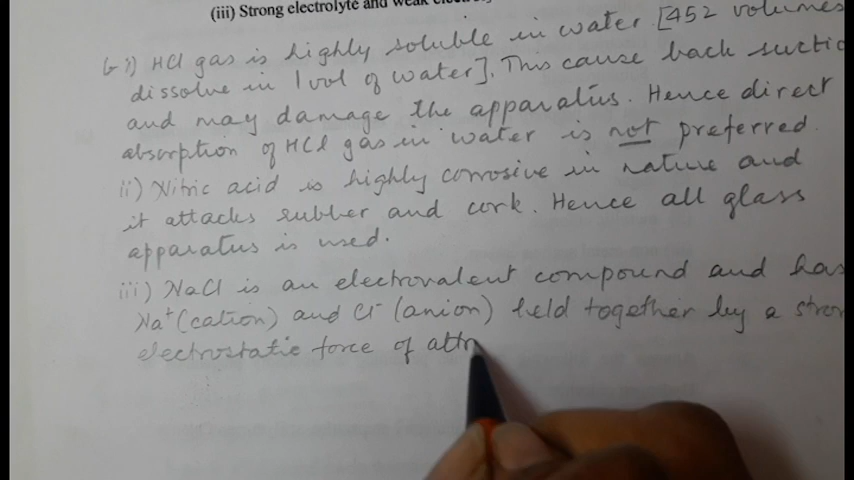 (iii) Strong electrolyte and weak
b i) HCl gas is highly soluble in water [452 volumes
dissolve in 1 vol of water]. This cause back suctio
and may damage the apparatus. Hence direct
absorption of HCl gas in water is not preferred.
ii) Nitric acid is highly corrosive in nature and
it attacks rubber and cork. Hence all glass
apparatus is used.
iii) NaCl is an electrovalent compound and has
Na+ (cation) and Cl- (anion) held together by a stron
electrostatic force of attr